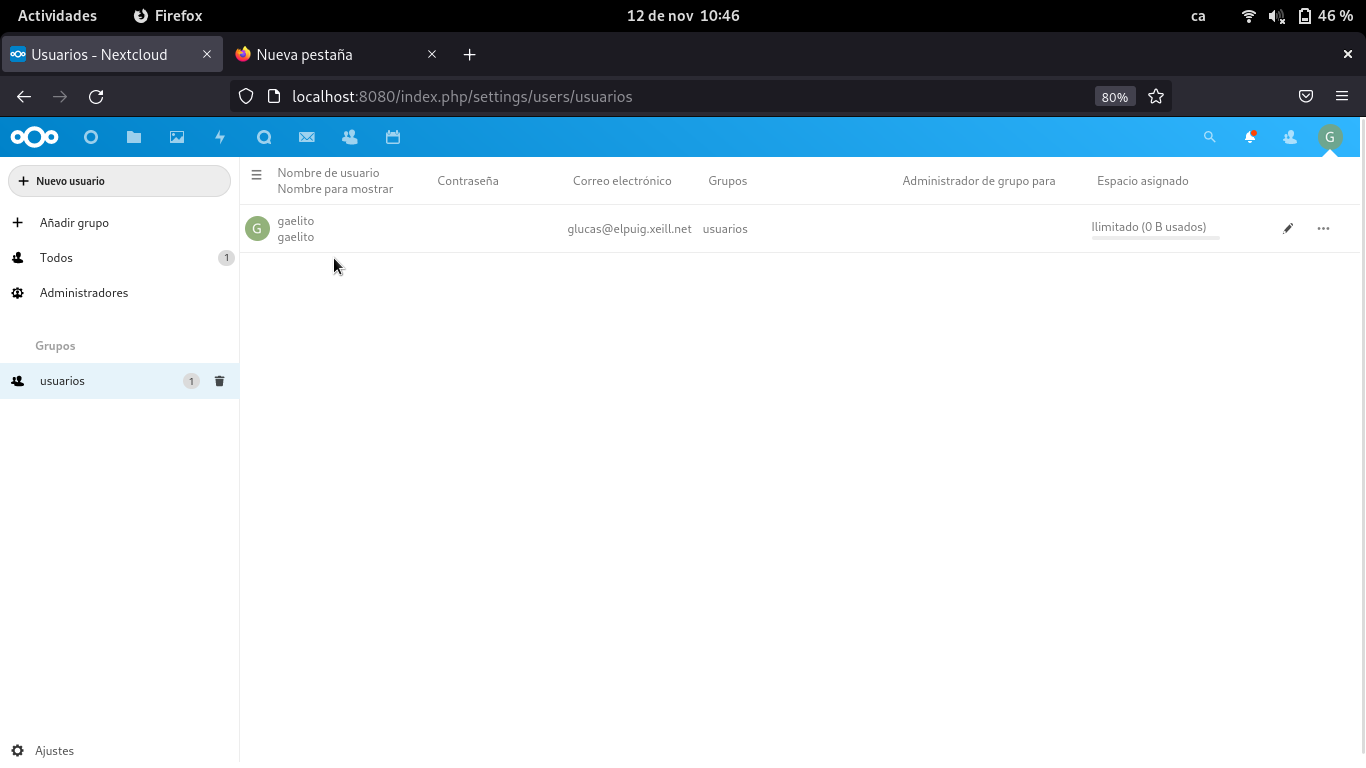 Actividades Firefox 12 de nov 10:46 ca 46 %
Usuarios - Nextcloud Nueva pestaña
localhost:8080/index.php/settings/users/usuarios 80%
G
Nuevo usuario
Añadir grupo
Todos 1
Administradores
Grupos
usuarios 1
Ajustes
Nombre de usuario
Nombre para mostrar
Contraseña Correo electrónico Grupos Administrador de grupo para Espacio asignado
G
gaelito
gaelito
glucas@elpuig.xeill.net usuarios Ilimitado (0 B usados)